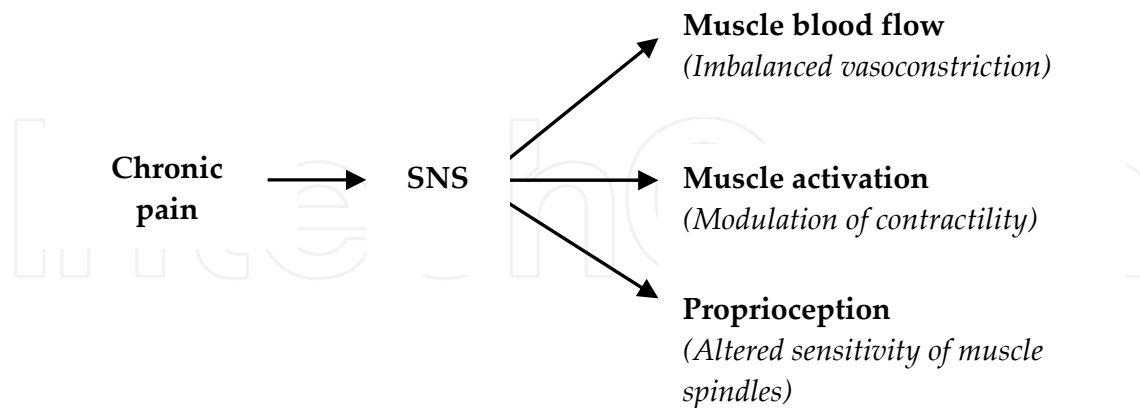 Muscle blood flow
(Imbalanced vasoconstriction)
Chronic
pain
SNS
Muscle activation
(Modulation of contractility)
Proprioception
(Altered sensitivity of muscle
spindles)